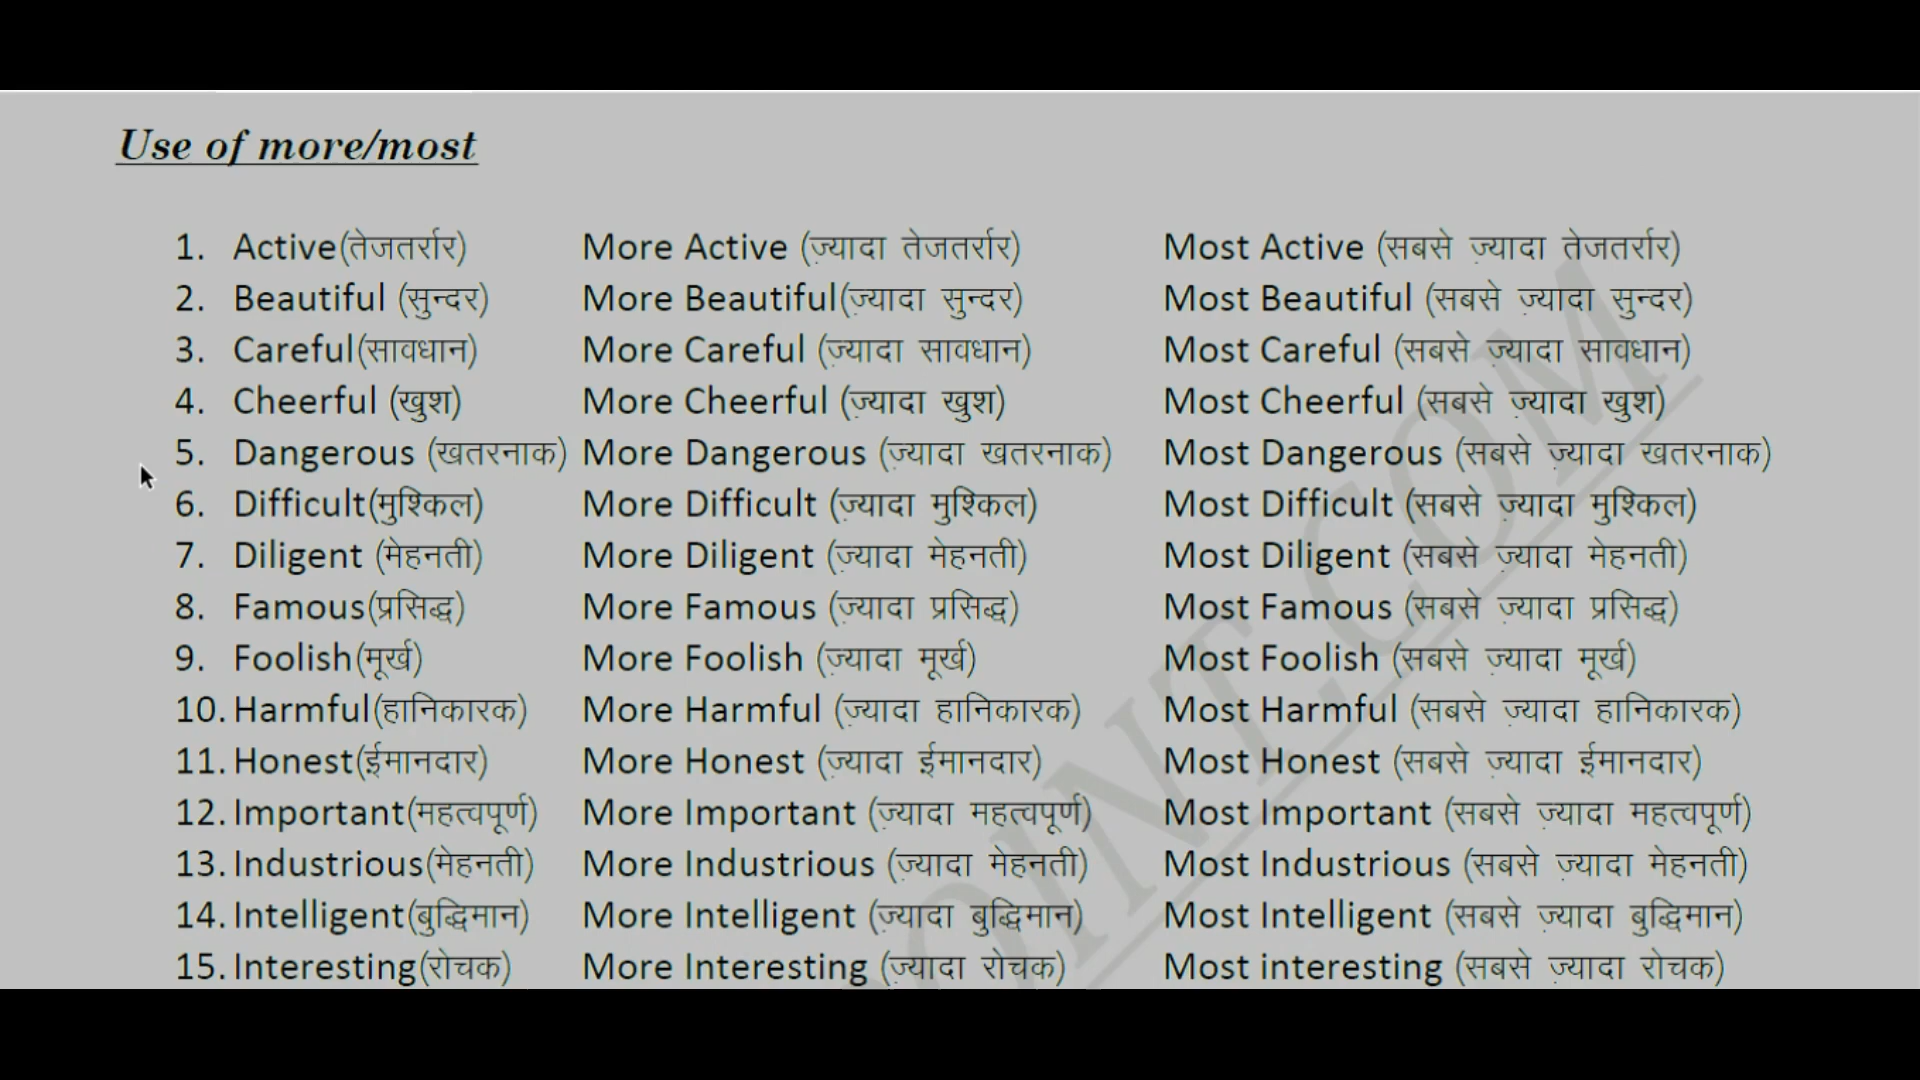 Use of more/most
1. Active(तेजतर्रार) More Active (ज़्यादा तेजतर्रार) Most Active (सबसे ज़्यादा तेजतर्रार)
2. Beautiful (सुन्दर) More Beautiful(ज़्यादा सुन्दर) Most Beautiful (सबसे ज़्यादा सुन्दर)
3. Careful(सावधान) More Careful (ज़्यादा सावधान) Most Careful (सबसे ज़्यादा सावधान)
4. Cheerful (खुश) More Cheerful (ज़्यादा खुश) Most Cheerful (सबसे ज़्यादा खुश)
5. Dangerous (खतरनाक) More Dangerous (ज़्यादा खतरनाक) Most Dangerous (सबसे ज़्यादा खतरनाक)
6. Difficult(मुश्किल) More Difficult (ज़्यादा मुश्किल) Most Difficult (सबसे ज़्यादा मुश्किल)
7. Diligent (मेहनती) More Diligent (ज़्यादा मेहनती) Most Diligent (सबसे ज़्यादा मेहनती)
8. Famous(प्रसिद्ध) More Famous (ज़्यादा प्रसिद्ध) Most Famous (सबसे ज़्यादा प्रसिद्ध)
9. Foolish(मूर्ख) More Foolish (ज़्यादा मूर्ख) Most Foolish (सबसे ज़्यादा मूर्ख)
10. Harmful(हानिकारक) More Harmful (ज़्यादा हानिकारक) Most Harmful (सबसे ज़्यादा हानिकारक)
11. Honest(ईमानदार) More Honest (ज़्यादा ईमानदार) Most Honest (सबसे ज़्यादा ईमानदार)
12. Important(महत्वपूर्ण) More Important (ज़्यादा महत्वपूर्ण) Most Important (सबसे ज़्यादा महत्वपूर्ण)
13. Industrious(मेहनती) More Industrious (ज़्यादा मेहनती) Most Industrious (सबसे ज़्यादा मेहनती)
14. Intelligent(बुद्धिमान) More Intelligent (ज़्यादा बुद्धिमान) Most Intelligent (सबसे ज़्यादा बुद्धिमान)
15. Interesting(रोचक) More Interesting (ज़्यादा रोचक) Most interesting (सबसे ज़्यादा रोचक)
OINT.COM